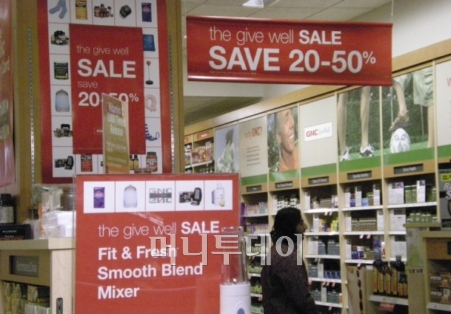 the give well SALE
SAVE 20-50%
the give well
SALE
save
20-50%
ONLY
GNC
the give well SALE
Fit & Fresh
Smooth Blend
Mixer
머니투데이